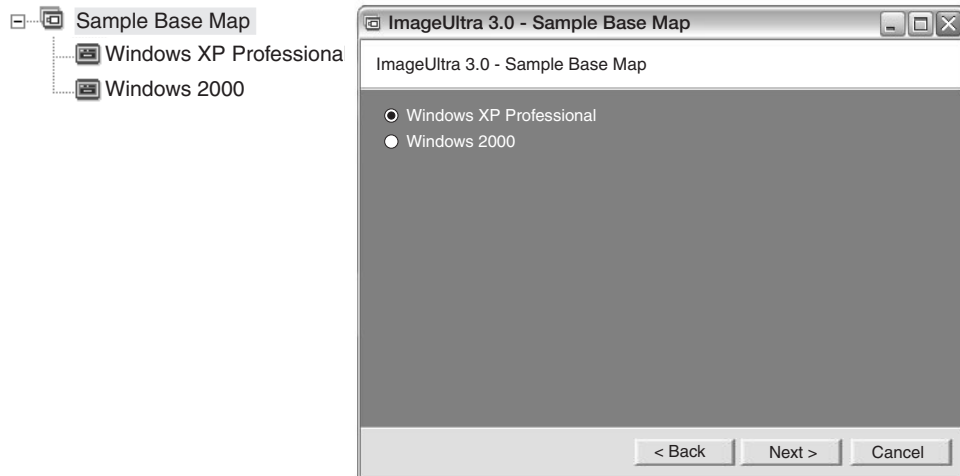 Sample Base Map
Windows XP Professional
Windows 2000
ImageUltra 3.0 - Sample Base Map
ImageUltra 3.0 - Sample Base Map
Windows XP Professional
Windows 2000
< Back
Next >
Cancel